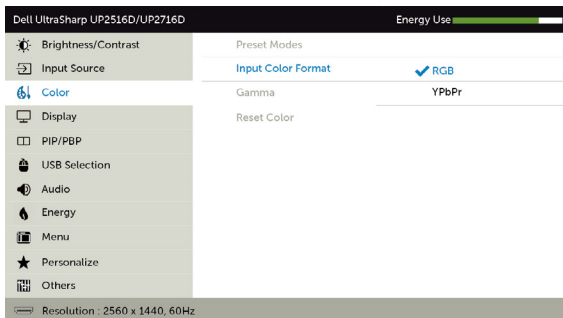 Dell UltraSharp UP2516D/UP2716D Energy Use
Brightness/Contrast Preset Modes
Input Source Input Color Format RGB
Color Gamma YPbPr
Display Reset Color
PIP/PBP
USB Selection
Audio
Energy
Menu
Personalize
Others
Resolution : 2560 x 1440, 60Hz